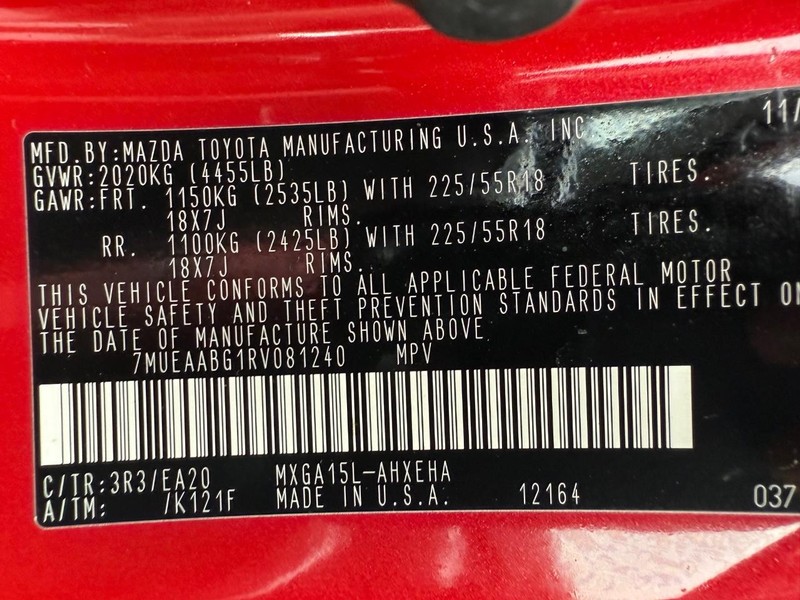 11/
MFD.BY:MAZDA TOYOTA MANUFACTURING U.S.A. INC
GVWR:2020KG (4455LB)
GAWR:FRT. 1150KG (2535LB) WITH 225/55R18 TIRES.
18X7J RIMS.
RR. 1100KG (2425LB) WITH 225/55R18 TIRES.
18X7J RIMS.
THIS VEHICLE CONFORMS TO ALL APPLICABLE FEDERAL MOTOR
VEHICLE SAFETY AND THEFT PREVENTION STANDARDS IN EFFECT ON
THE DATE OF MANUFACTURE SHOWN ABOVE
7MUEAABG1RV081240 MPV
C/TR:3R3/EA20 MXGA15L-AHXEHA
A/TM: /K121F MADE IN U.S.A. 12164 037